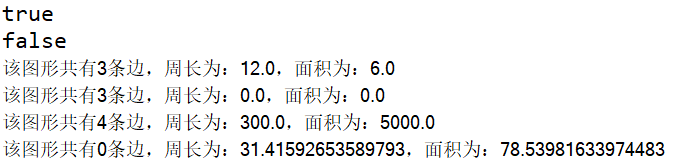 true
false
该图形共有3条边，周长为：12.0，面积为：6.0
该图形共有3条边，周长为：0.0，面积为：0.0
该图形共有4条边，周长为：300.0，面积为：5000.0
该图形共有0条边，周长为：31.41592653589793，面积为：78.53981633974483